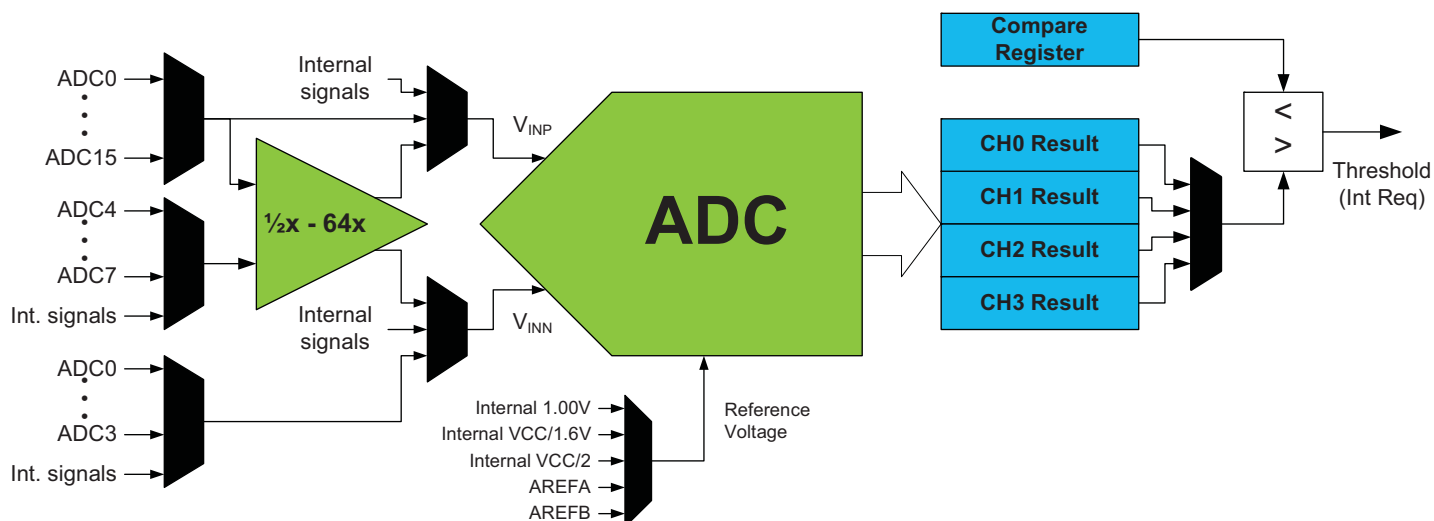 ADC0
ADC15
ADC4
ADC7
Int. signals
ADC0
ADC3
Int. signals
½x - 64x
Internal
signals
Internal
signals
VINP
VINN
ADC
Internal 1.00V
Internal VCC/1.6V
Internal VCC/2
AREFA
AREFB
Reference
Voltage
Compare
Register
CH0 Result
CH1 Result
CH2 Result
CH3 Result
<
>
Threshold
(Int Req)